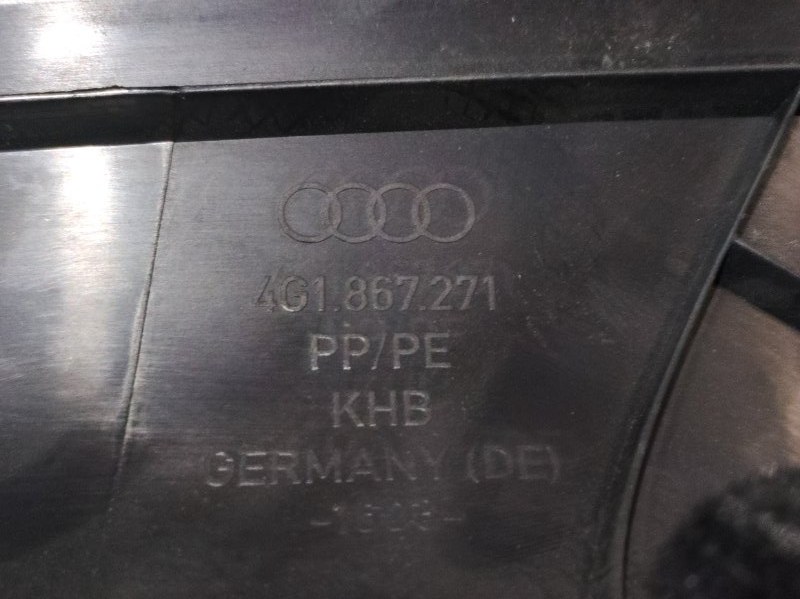 4G1.867.271
PP/PE
KHB
GERMANY (DE)